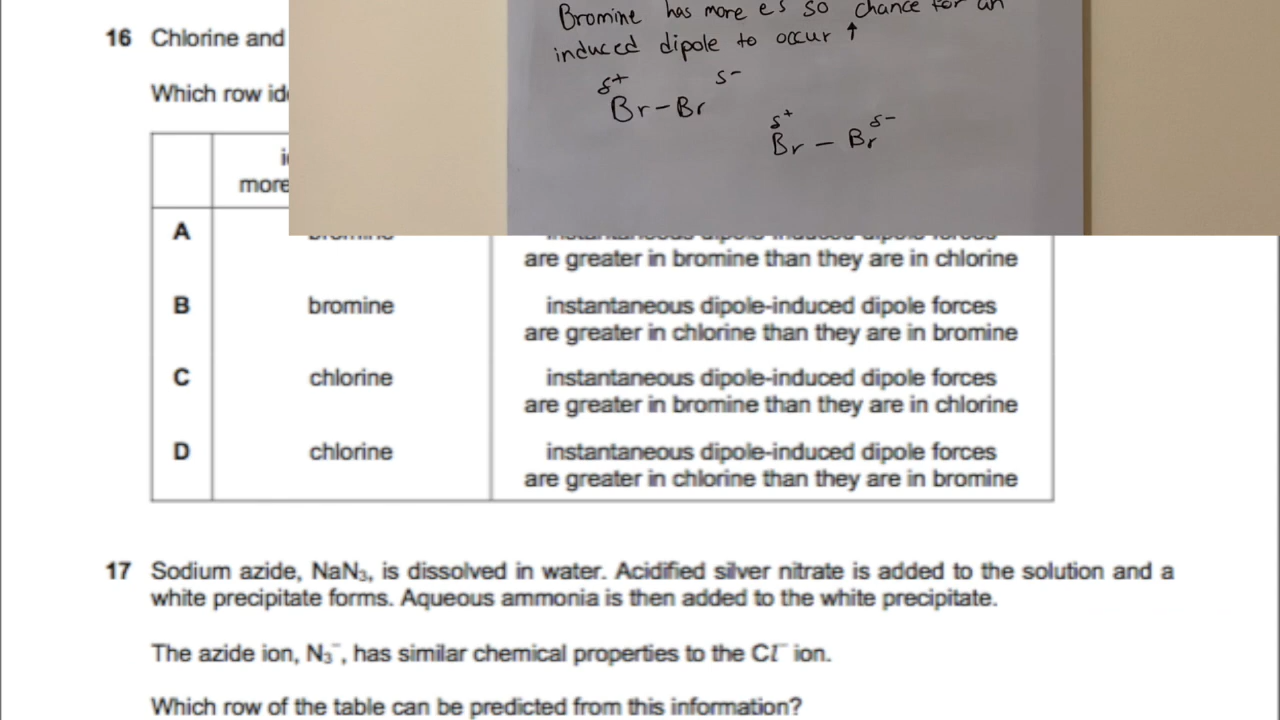 Bromine has more e s so chance for an
induced dipole to occur ↑
δ+ δ-
Br-Br
δ+ δ-
Br - Br
16 Chlorine and
Which row
more
A
are greater in bromine than they are in chlorine
B bromine instantaneous dipole-induced dipole forces
are greater in chlorine than they are in bromine
C chlorine instantaneous dipole-induced dipole forces
are greater in bromine than they are in chlorine
D chlorine instantaneous dipole-induced dipole forces
are greater in chlorine than they are in bromine
17 Sodium azide, NaN₃, is dissolved in water. Acidified silver nitrate is added to the solution and a
white precipitate forms. Aqueous ammonia is then added to the white precipitate.
The azide ion, N₃⁻, has similar chemical properties to the Cl⁻ ion.
Which row of the table can be predicted from this information?